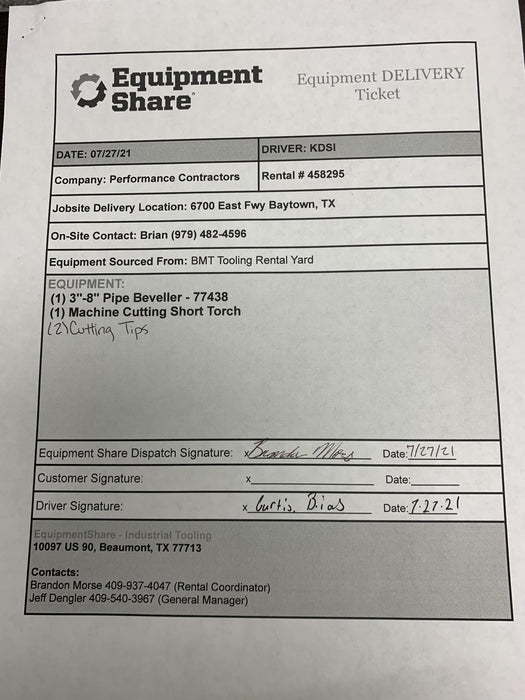 Equipment Share
Equipment DELIVERY
Ticket
DATE: 07/27/21
DRIVER: KDSI
Company: Performance Contractors
Rental # 458295
Jobsite Delivery Location: 6700 East Fwy Baytown, TX
On-Site Contact: Brian (979) 482-4596
Equipment Sourced From: BMT Tooling Rental Yard
EQUIPMENT:
(1) 3"-8" Pipe Beveller - 77438
(1) Machine Cutting Short Torch
(2) Cutting Tips
Equipment Share Dispatch Signature: x Date: 7/27/21
Customer Signature: x Date:
Driver Signature: x Curtis, Bias Date: 7-27-21
EquipmentShare - Industrial Tooling
10097 US 90, Beaumont, TX 77713
Contacts:
Brandon Morse 409-937-4047 (Rental Coordinator)
Jeff Dengler 409-540-3967 (General Manager)